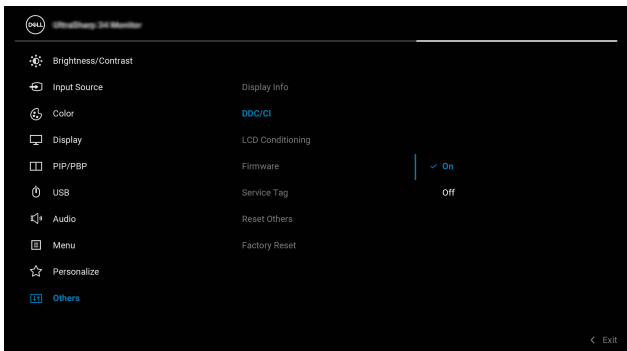 DELL
UltraSharp 34 Monitor
Brightness/Contrast
Input Source
Display Info
Color
DDC/CI
Display
LCD Conditioning
PIP/PBP
Firmware
On
USB
Service Tag
Off
Audio
Reset Others
Menu
Factory Reset
Personalize
Others
Exit